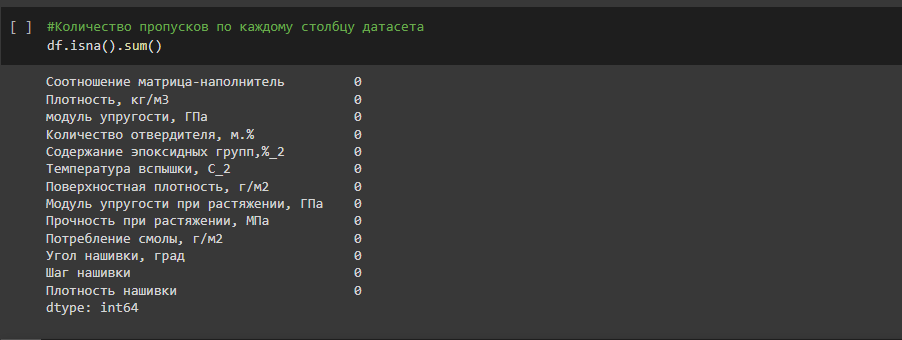 [ ] #Количество пропусков по каждому столбцу датасета
df.isna().sum()
Соотношение матрица-наполнитель 0
Плотность, кг/м3 0
модуль упругости, ГПа 0
Количество отвердителя, м.% 0
Содержание эпоксидных групп,%_2 0
Температура вспышки, С_2 0
Поверхностная плотность, г/м2 0
Модуль упругости при растяжении, ГПа 0
Прочность при растяжении, МПа 0
Потребление смолы, г/м2 0
Угол нашивки, град 0
Шаг нашивки 0
Плотность нашивки 0
dtype: int64